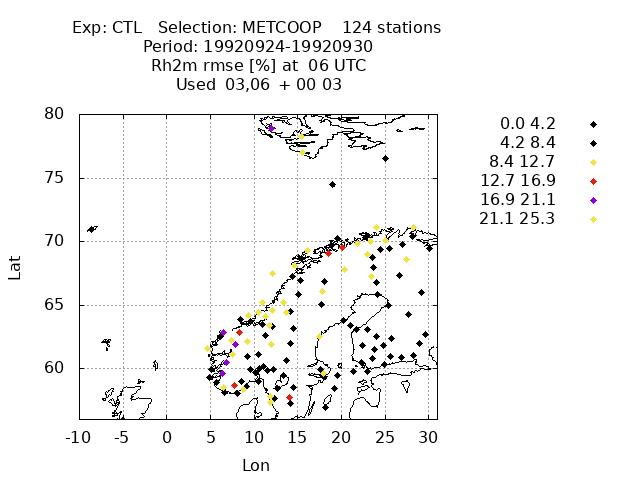 Exp: CTL   Selection: METCOOP    124 stations
Period: 19920924-19920930
Rh2m rmse [%] at  06 UTC
Used  03,06  + 00 03
0.0 4.2
4.2 8.4
8.4 12.7
12.7 16.9
16.9 21.1
21.1 25.3
80
75
70
65
60
Lat
-10 -5 0 5 10 15 20 25 30
Lon